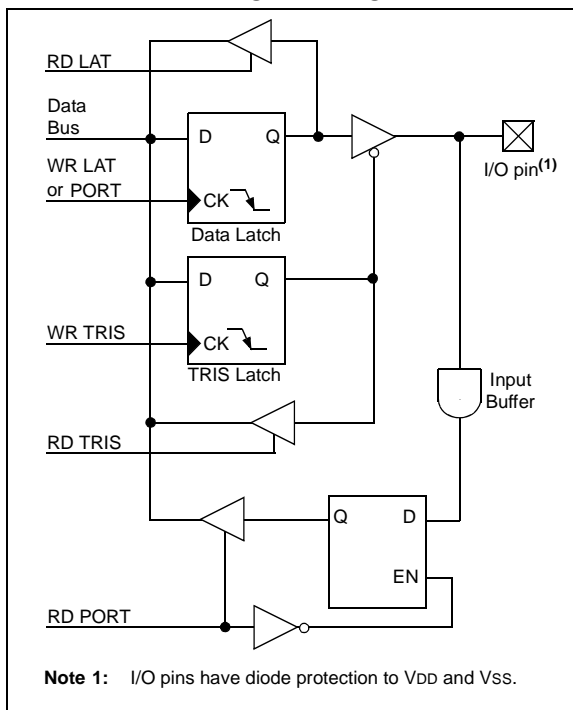 RD LAT
Data
Bus
D Q
WR LAT
or PORT
CK
I/O pin(1)
Data Latch
D Q
WR TRIS
CK
TRIS Latch
Input
Buffer
RD TRIS
Q D
EN
RD PORT
Note 1: I/O pins have diode protection to VDD and VSS.